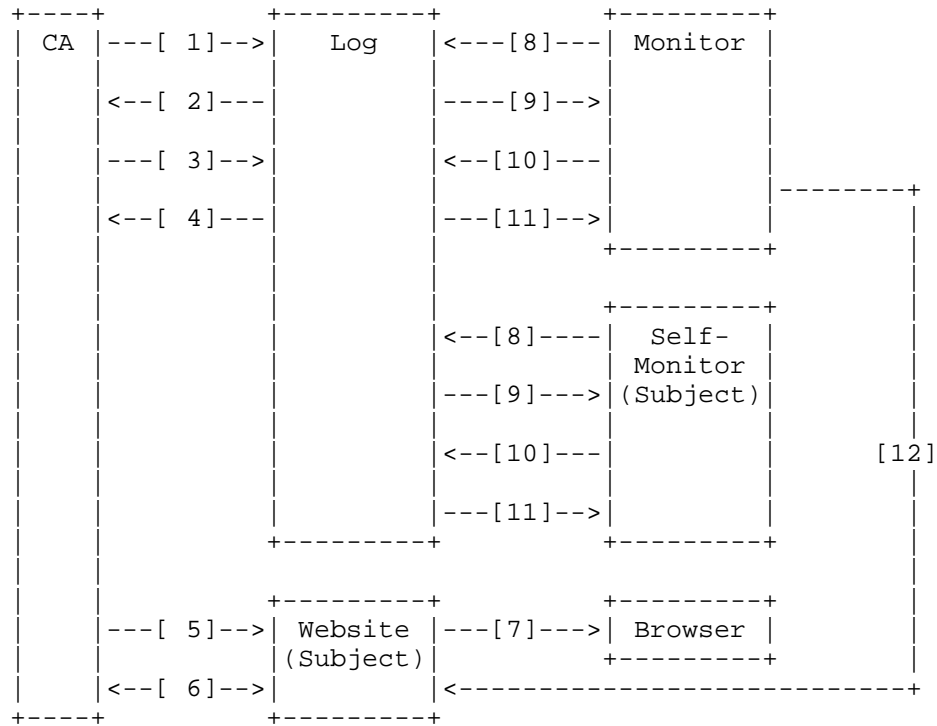 +-----+          +---------+          +---------+
| CA  |---[ 1]-->|   Log   |<---[8]---| Monitor |
|     |          |         |          |         |
|     |<--[ 2]---|         |----[9]-->|         |
|     |          |         |          |         |
|     |---[ 3]-->|         |<--[10]---|         |
|     |          |         |          |         |--------+
|     |<--[ 4]---|         |---[11]-->|         |        |
|     |          |         |          +---------+        |
|     |          |         |                             |
|     |          |         |          +---------+        |
|     |          |         |<--[8]----|  Self-  |        |
|     |          |         |          | Monitor |        |
|     |          |         |---[9]--->|(Subject)|        |
|     |          |         |          |         |        |
|     |          |         |<--[10]---|         |      [12]
|     |          |         |          |         |        |
|     |          |         |---[11]-->|         |        |
|     |          +---------+          +---------+        |
|     |                                                  |
|     |          +---------+          +---------+        |
|     |---[ 5]-->| Website |---[7]--->| Browser |        |
|     |          |(Subject)|          +---------+        |
|     |<--[ 6]-->|         |<----------------------------+
+-----+          +---------+